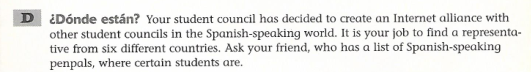 D ¿Dónde están? Your student council has decided to create an Internet alliance with
other student councils in the Spanish-speaking world. It is your job to find a representa-
tive from six different countries. Ask your friend, who has a list of Spanish-speaking
penpals, where certain students are.